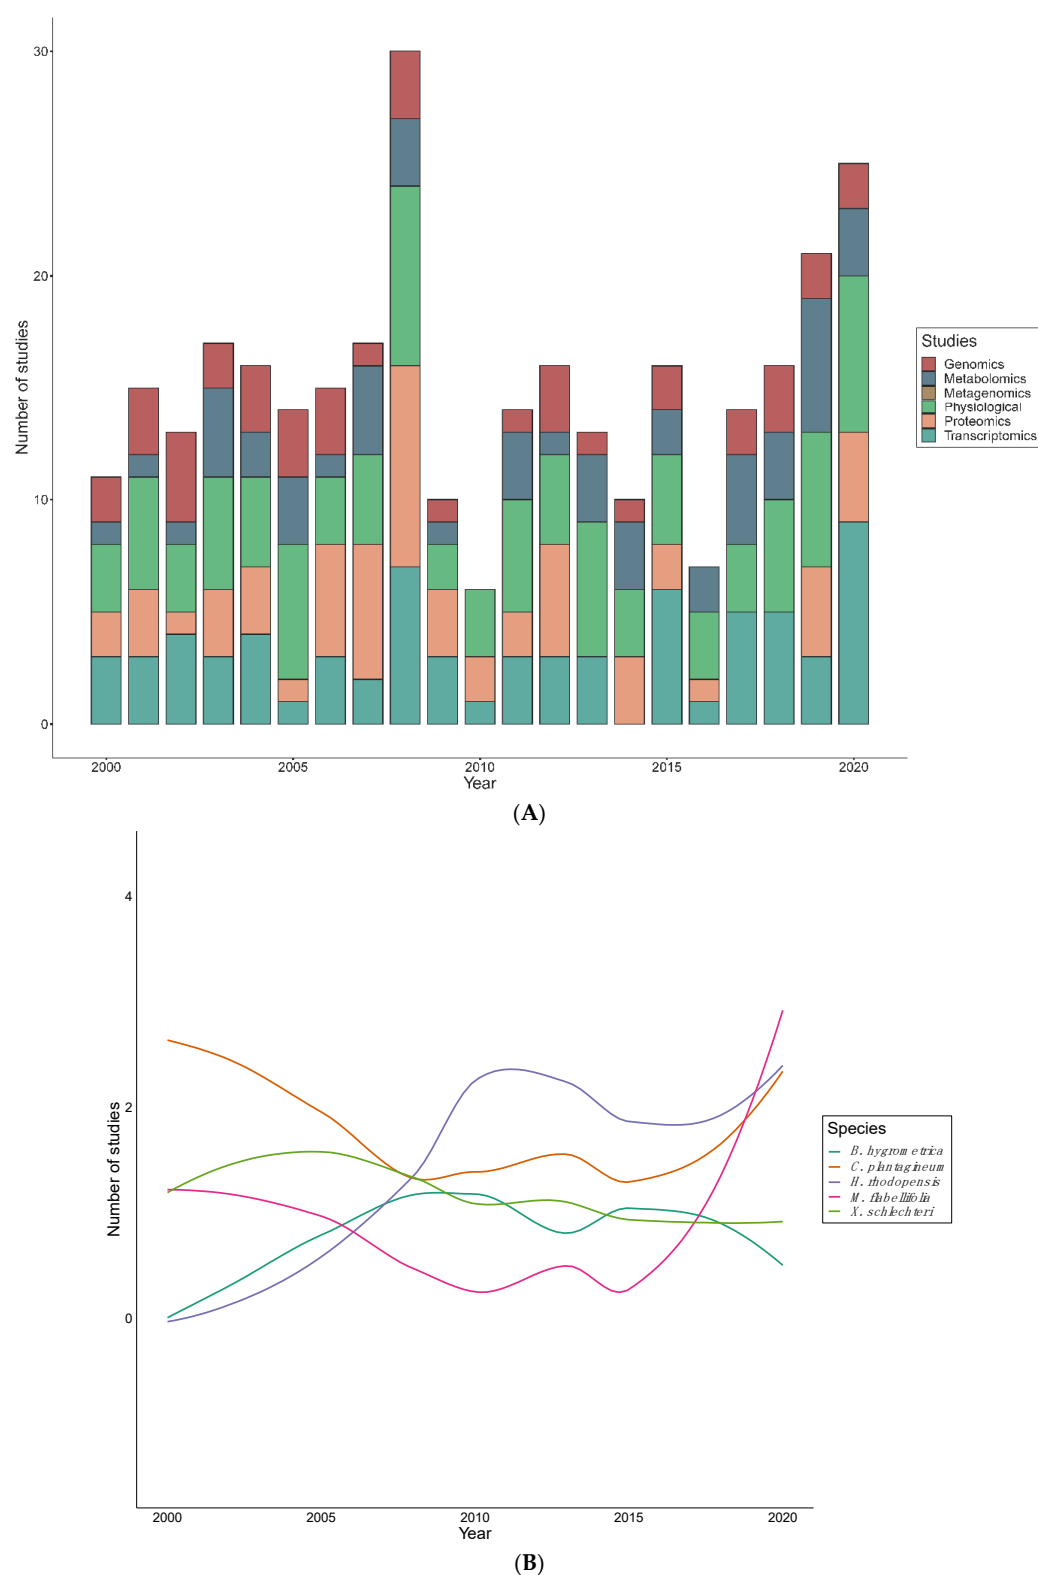 30
20
10
0
Number of studies
2000 2005 2010 2015 2020
Year
Studies
Genomics
Metabolomics
Metagenomics
Physiological
Proteomics
Transcriptomics
(A)
4
2
0
Number of studies
2000 2005 2010 2015 2020
Year
Species
B. hygrometrica
C. plantagineum
H. rhodopensis
M. flabellifolia
X. schlechteri
(B)